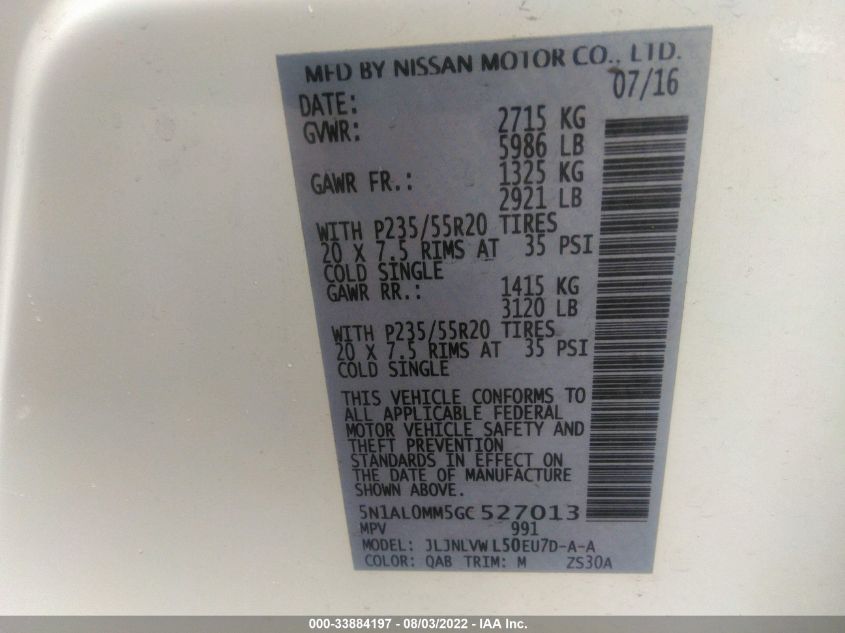 MFD BY NISSAN MOTOR CO., LTD.
DATE: 07/16
GVWR: 2715 KG
5986 LB
GAWR FR.: 1325 KG
2921 LB
WITH P235/55R20 TIRES
20 X 7.5 RIMS AT 35 PSI
COLD SINGLE
GAWR RR.: 1415 KG
3120 LB
WITH P235/55R20 TIRES
20 X 7.5 RIMS AT 35 PSI
COLD SINGLE
THIS VEHICLE CONFORMS TO
ALL APPLICABLE FEDERAL
MOTOR VEHICLE SAFETY AND
THEFT PREVENTION
STANDARDS IN EFFECT ON
THE DATE OF MANUFACTURE
SHOWN ABOVE.
5N1AL0MM5GC527013
MPV 991
MODEL: JLJNLVWL50EU7D-A-A
COLOR: QAB TRIM: M ZS30A
000-33884197 - 08/03/2022 - IAA Inc.